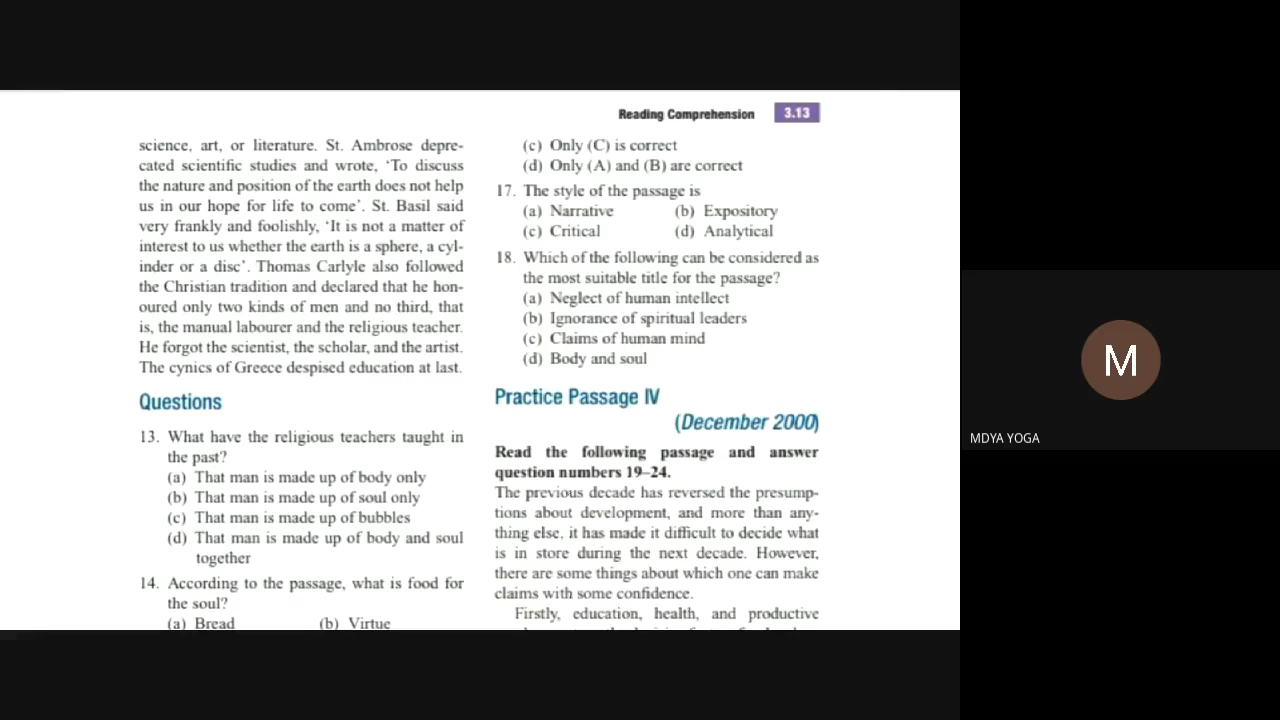 Reading Comprehension 3.13
science, art, or literature. St. Ambrose depre-
cated scientific studies and wrote, ‘To discuss
the nature and position of the earth does not help
us in our hope for life to come’. St. Basil said
very frankly and foolishly, ‘It is not a matter of
interest to us whether the earth is a sphere, a cyl-
inder or a disc’. Thomas Carlyle also followed
the Christian tradition and declared that he hon-
oured only two kinds of men and no third, that
is, the manual labourer and the religious teacher.
He forgot the scientist, the scholar, and the artist.
The cynics of Greece despised education at last.
Questions
13. What have the religious teachers taught in
the past?
(a) That man is made up of body only
(b) That man is made up of soul only
(c) That man is made up of bubbles
(d) That man is made up of body and soul
together
14. According to the passage, what is food for
the soul?
(a) Bread (b) Virtue
(c) Only (C) is correct
(d) Only (A) and (B) are correct
17. The style of the passage is
(a) Narrative (b) Expository
(c) Critical (d) Analytical
18. Which of the following can be considered as
the most suitable title for the passage?
(a) Neglect of human intellect
(b) Ignorance of spiritual leaders
(c) Claims of human mind
(d) Body and soul
Practice Passage IV
(December 2000)
Read the following passage and answer
question numbers 19–24.
The previous decade has reversed the presump-
tions about development, and more than any-
thing else, it has made it difficult to decide what
is in store during the next decade. However,
there are some things about which one can make
claims with some confidence.
Firstly, education, health, and productive
M
MDYA YOGA